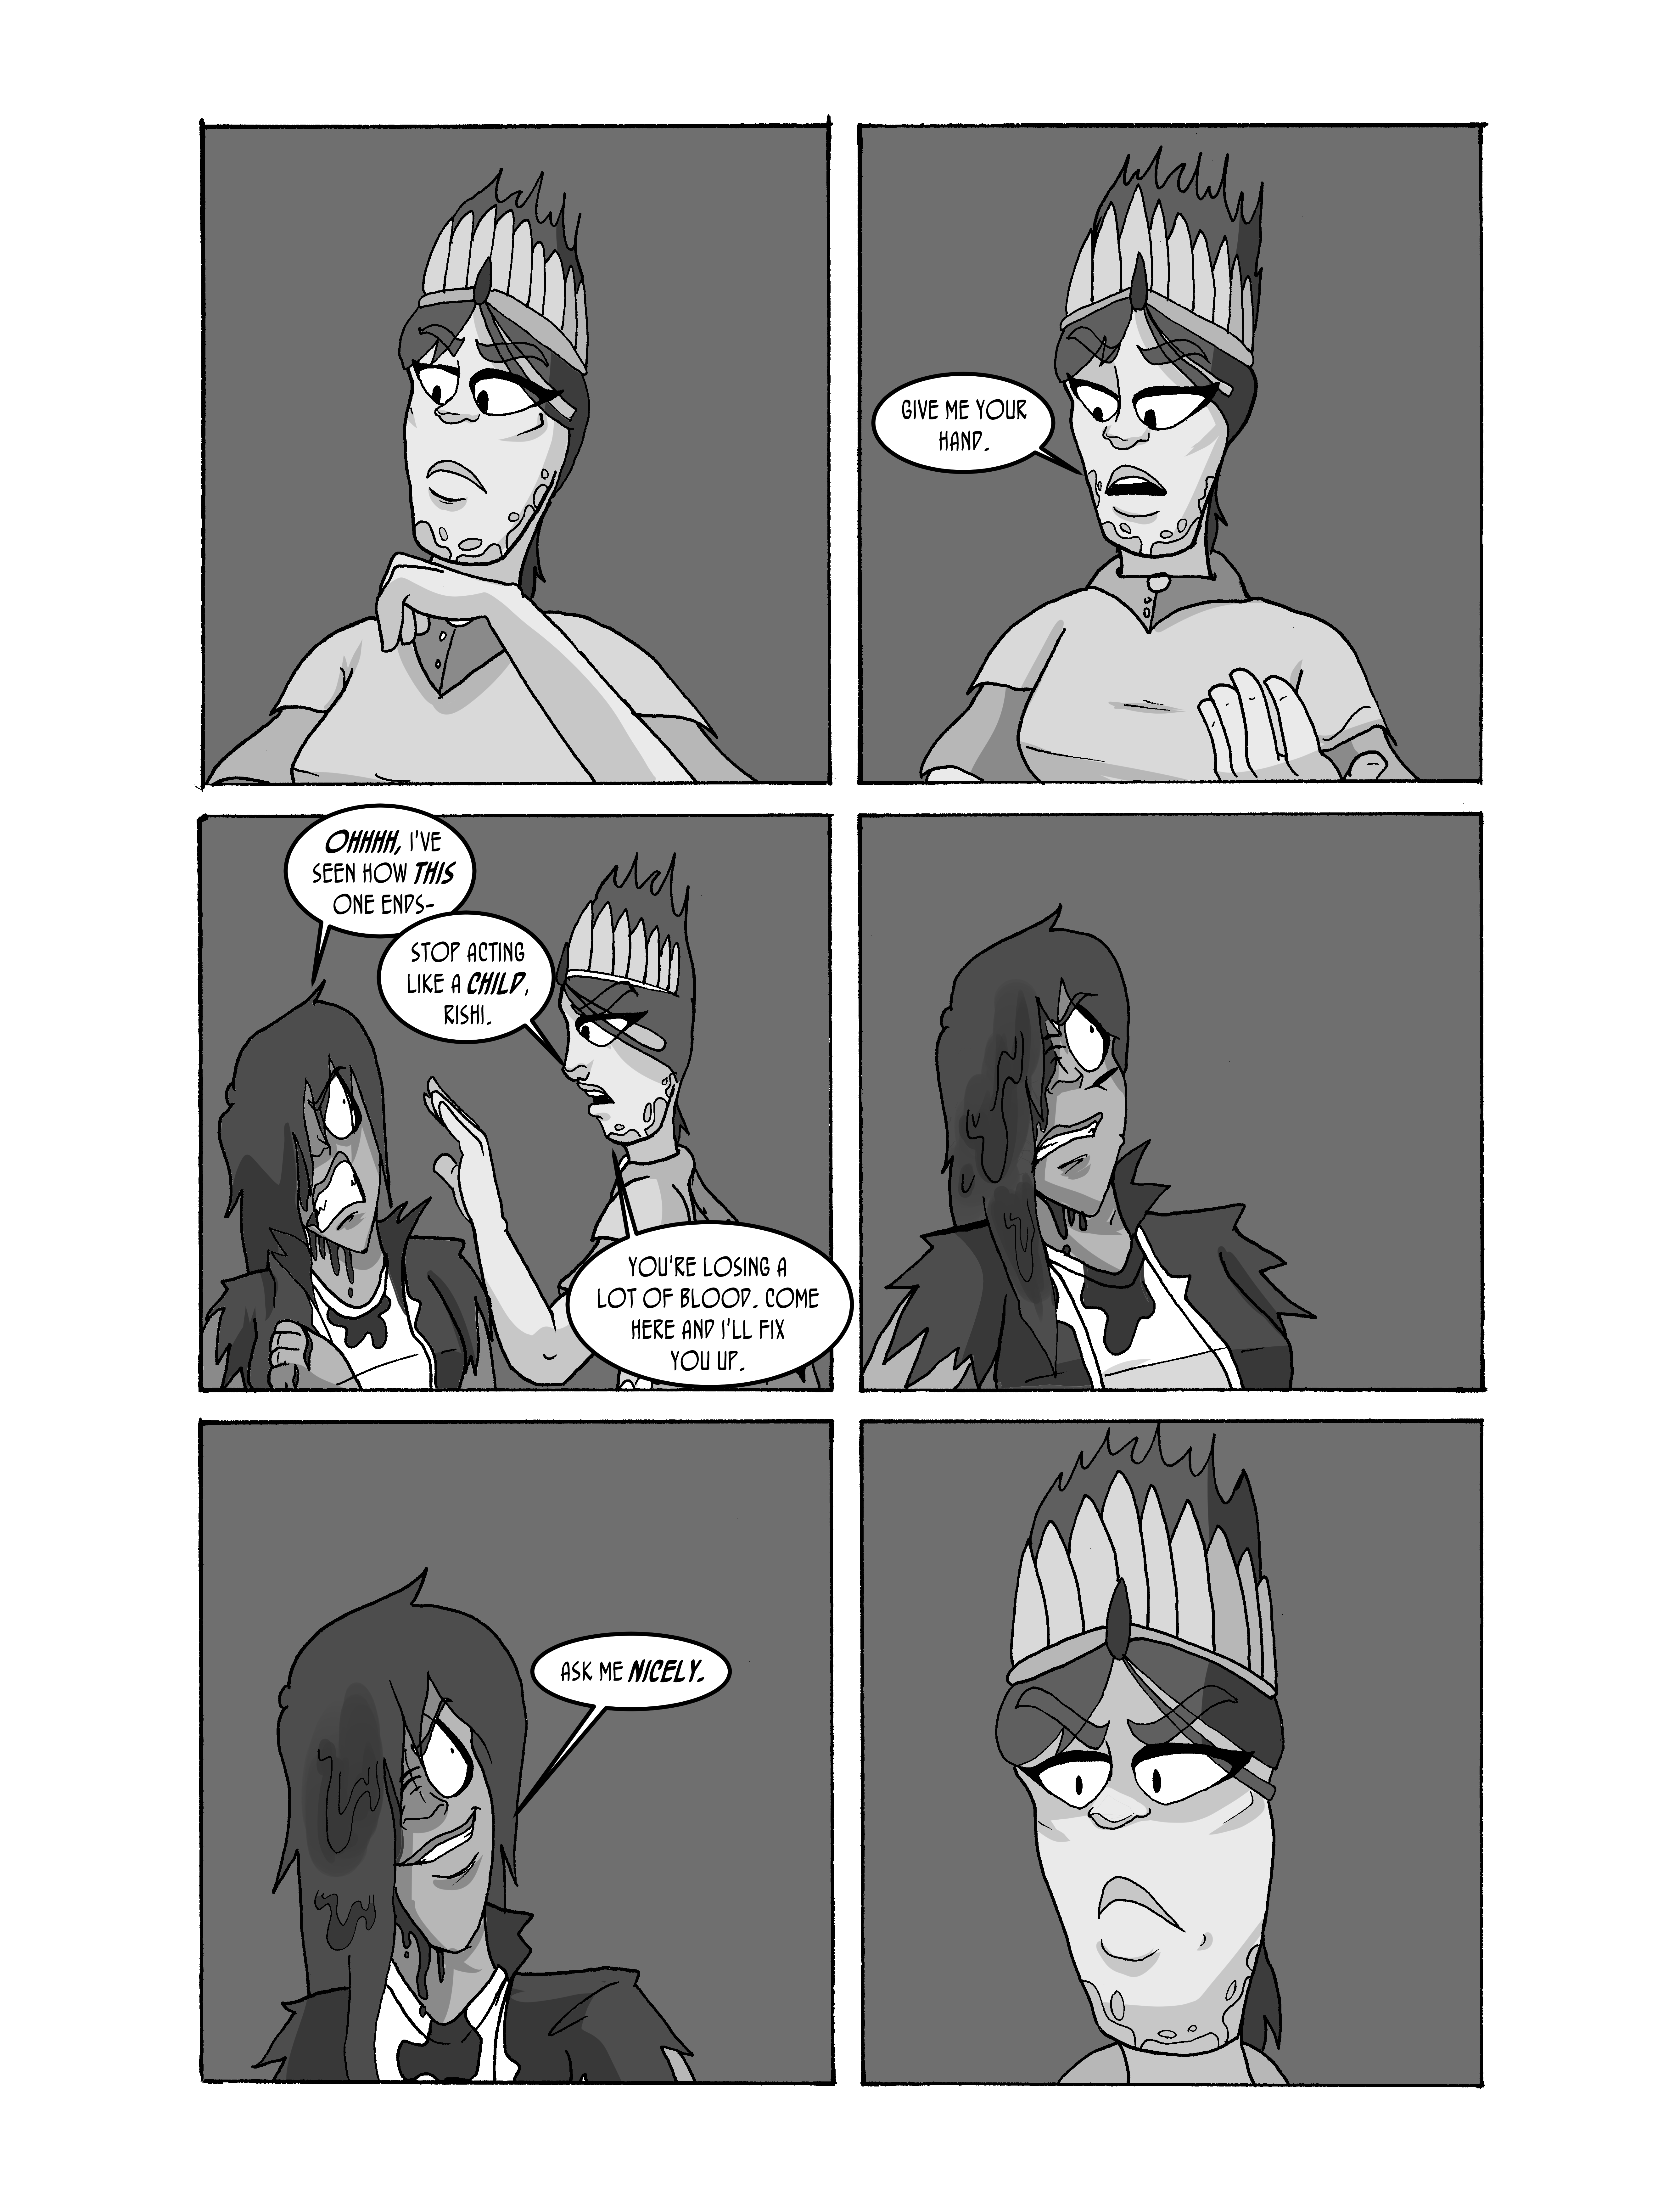 GIVE ME YOUR
HAND.
OHHHH, I'VE
SEEN HOW THIS
ONE ENDS-
STOP ACTING
LIKE A CHILD,
RISHI.
YOU'RE LOSING A
LOT OF BLOOD. COME
HERE AND I'LL FIX
YOU UP.
ASK ME NICELY.